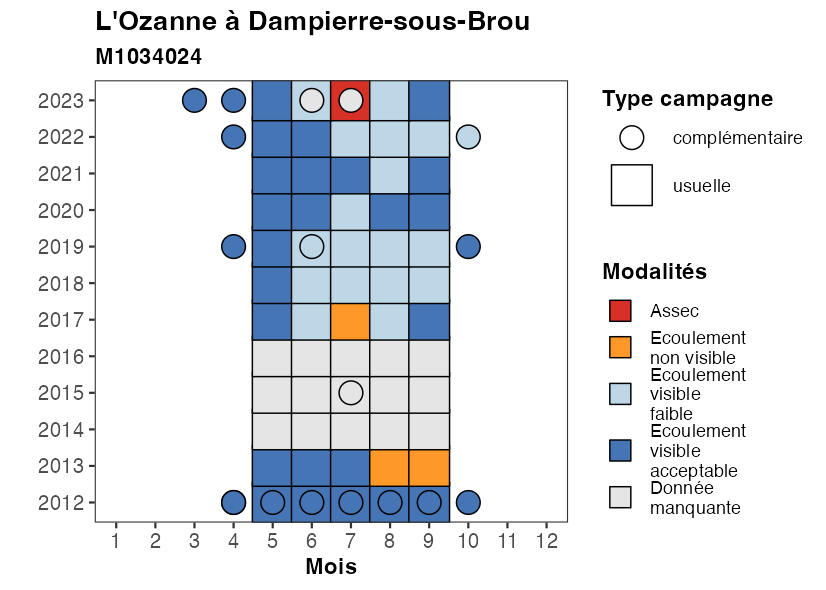 L'Ozanne à Dampierre-sous-Brou
M1034024
2023
2022
2021
2020
2019
2018
2017
2016
2015
2014
2013
2012
1 2 3 4 5 6 7 8 9 10 11 12
Mois
Type campagne
complémentaire
usuelle
Modalités
Assec
Ecoulement
non visible
Ecoulement
visible
faible
Ecoulement
visible
acceptable
Donnée
manquante